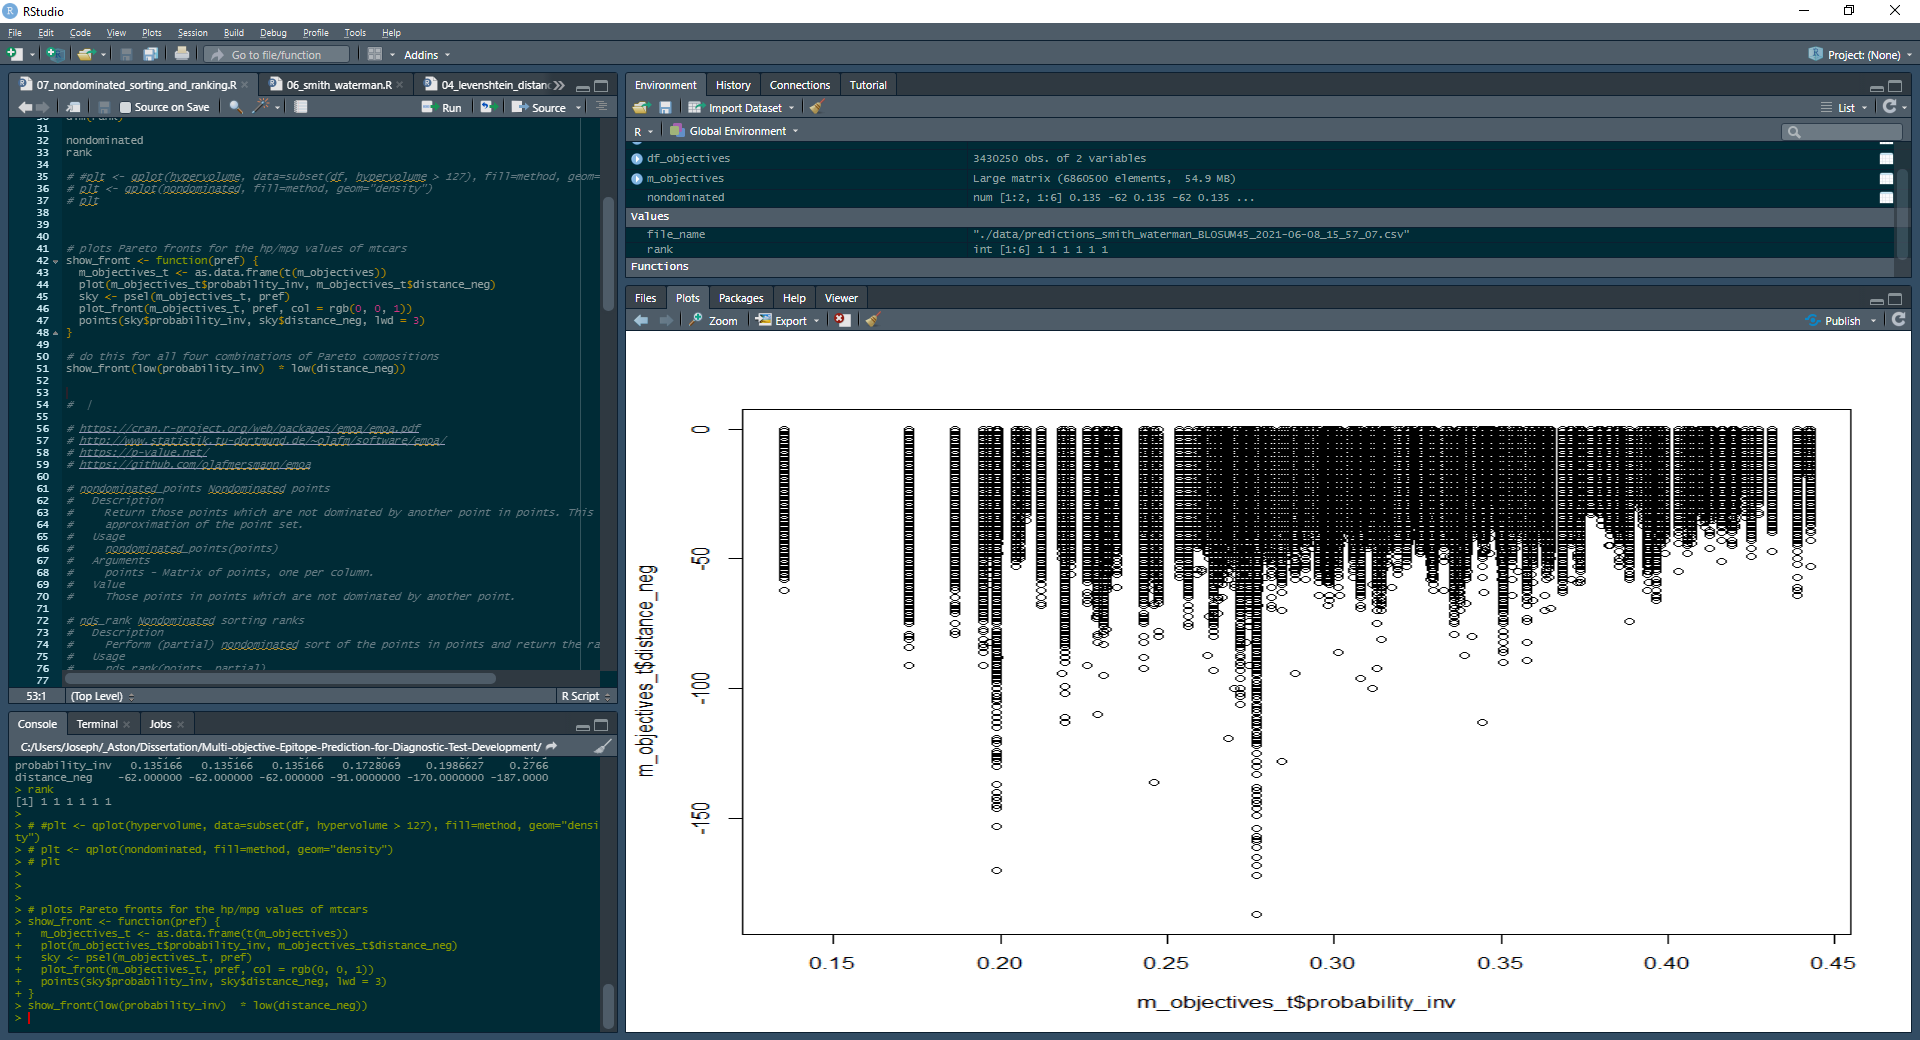 RStudio
File Edit Code View Plots Session Build Debug Profile Tools Help
Go to file/function Addins Project: (None)
07_nondominated_sorting_and_ranking.R 06_smith_waterman.R 04_levenshtein_distan
Source on Save Run Source
31
32 nondominated
33 rank
34
35 # #plt <- qplot(hypervolume, data=subset(df, hypervolume > 127), fill=method, geom=
36 # plt <- qplot(nondominated, fill=method, geom="density")
37 # plt
38
39
40
41 # plots Pareto fronts for the hp/mpg values of mtcars
42 show_front <- function(pref) {
43 m_objectives_t <- as.data.frame(t(m_objectives))
44 plot(m_objectives_t$probability_inv, m_objectives_t$distance_neg)
45 sky <- psel(m_objectives_t, pref)
46 plot_front(m_objectives_t, pref, col = rgb(0, 0, 1))
47 points(sky$probability_inv, sky$distance_neg, lwd = 3)
48 }
49
50 # do this for all four combinations of Pareto compositions
51 show_front(low(probability_inv) * low(distance_neg))
52
53
54 # |
55
56 # https://cran.r-project.org/web/packages/emoa/emoa.pdf
57 # http://www.statistik.tu-dortmund.de/~olafm/software/emoa/
58 # https://p-value.net/
59 # https://github.com/olafmersmann/emoa
60
61 # nondominated_points Nondominated points
62 # Description
63 # Return those points which are not dominated by another point in points. This
64 # approximation of the point set.
65 # Usage
66 # nondominated_points(points)
67 # Arguments
68 # points - Matrix of points, one per column.
69 # Value
70 # Those points in points which are not dominated by another point.
71
72 # nds_rank Nondominated sorting ranks
73 # Description
74 # Perform (partial) nondominated sort of the points in points and return the ra
75 # Usage
76 # nds_rank(points, partial)
77
53:1 (Top Level) R Script
Console Terminal Jobs
C:/Users/Joseph/_Aston/Dissertation/Multi-objective-Epitope-Prediction-for-Diagnostic-Test-Development/
probability_inv 0.135166 0.135166 0.135166 0.1728069 0.1986627 0.2766
distance_neg -62.000000 -62.000000 -62.000000 -91.0000000 -170.0000000 -187.0000
> rank
[1] 1 1 1 1 1 1
>
> # #plt <- qplot(hypervolume, data=subset(df, hypervolume > 127), fill=method, geom="densi
ty")
> # plt <- qplot(nondominated, fill=method, geom="density")
> # plt
>
>
>
> # plots Pareto fronts for the hp/mpg values of mtcars
> show_front <- function(pref) {
+ m_objectives_t <- as.data.frame(t(m_objectives))
+ plot(m_objectives_t$probability_inv, m_objectives_t$distance_neg)
+ sky <- psel(m_objectives_t, pref)
+ plot_front(m_objectives_t, pref, col = rgb(0, 0, 1))
+ points(sky$probability_inv, sky$distance_neg, lwd = 3)
+ }
> show_front(low(probability_inv) * low(distance_neg))
>
Environment History Connections Tutorial
Import Dataset List
R Global Environment
df_objectives 3430250 obs. of 2 variables
m_objectives Large matrix (6860500 elements, 54.9 MB)
nondominated num [1:2, 1:6] 0.135 -62 0.135 -62 0.135 ...
Values
file_name "./data/predictions_smith_waterman_BLOSUM45_2021-06-08_15_57_07.csv"
rank int [1:6] 1 1 1 1 1 1
Functions
Files Plots Packages Help Viewer
Zoom Export Publish
m_objectives_t$distance_neg
0
-50
-100
-150
0.15 0.20 0.25 0.30 0.35 0.40 0.45
m_objectives_t$probability_inv